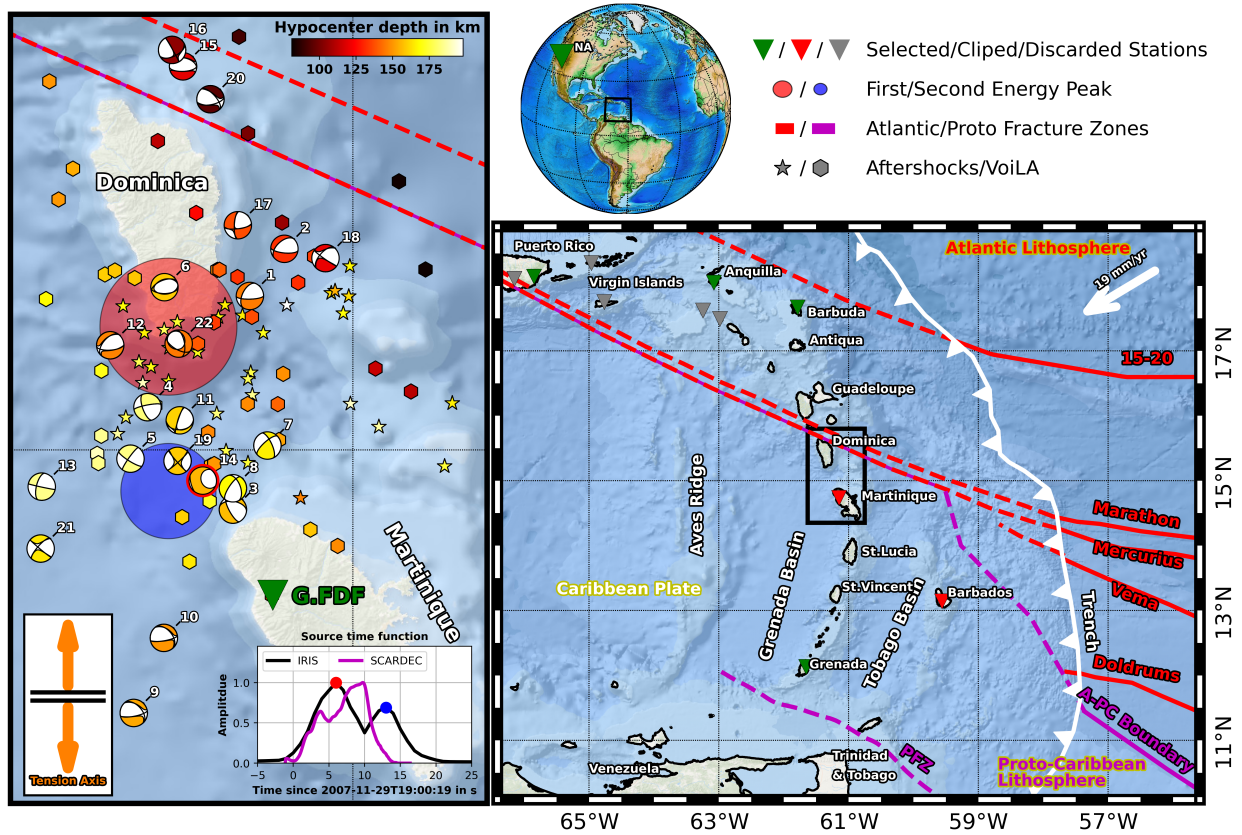 Hypocenter depth in km
100 125 150 175
16
15
20
Dominica
17
2
18
6
1
12
22
4
11
7
5
19
14
8
3
13
21
10
9
G.FDF
Martinique
Tension Axis
Source time function
IRIS SCARDEC
Amplitdue
1.0
0.5
0.0
−5 0 5 10 15 20 25
Time since 2007-11-29T19:00:19 in s
NA
/ / Selected/Cliped/Discarded Stations
/ First/Second Energy Peak
/ Atlantic/Proto Fracture Zones
/ Aftershocks/VoiLA
Puerto Rico
Virgin Islands
Anquilla
Barbuda
Antiqua
Guadeloupe
Dominica
Martinique
St.Lucia
St.Vincent
Barbados
Grenada
Trinidad
& Tobago
Venezuela
Atlantic Lithosphere
19 mm/yr
15-20
Aves Ridge
Caribbean Plate
Grenada Basin
Tobago Basin
Trench
Marathon
Mercurius
Vema
Doldrums
A-PC Boundary
PFZ
Proto-Caribbean
Lithosphere
17°N
15°N
13°N
11°N
65°W 63°W 61°W 59°W 57°W